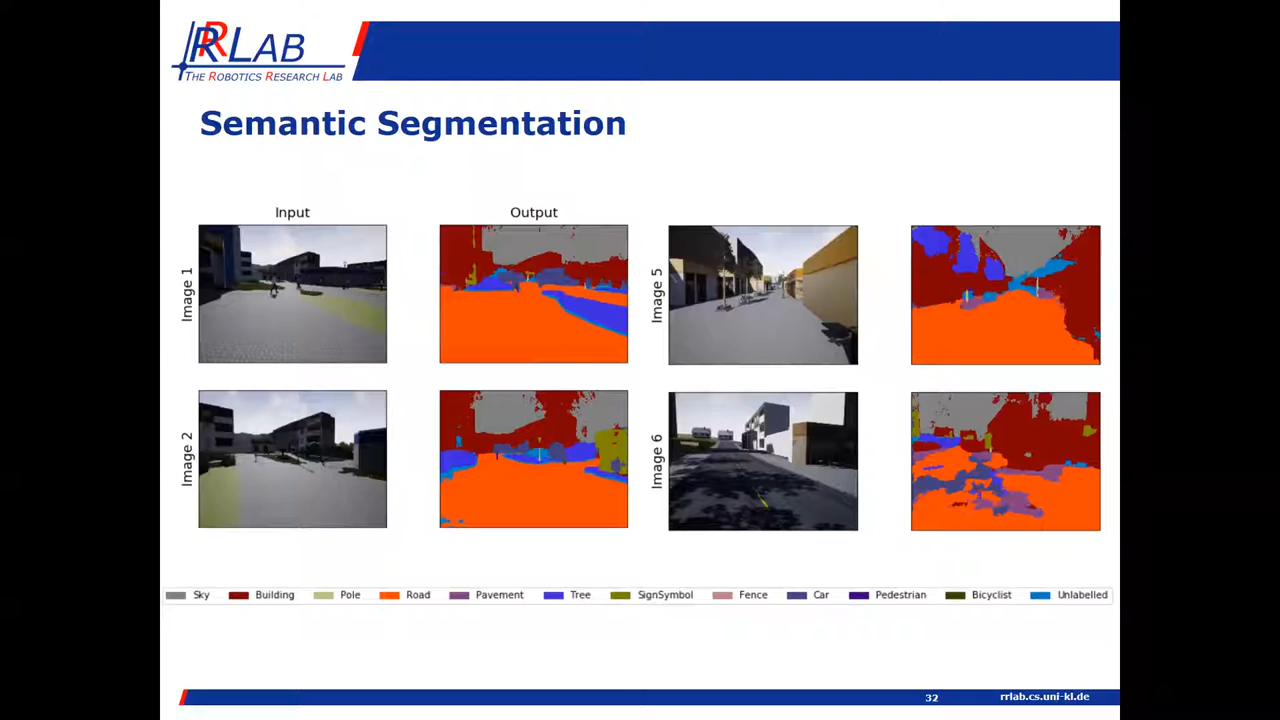 RRLAB
THE ROBOTICS RESEARCH LAB
Semantic Segmentation
Input
Output
Image 1
Image 5
Image 2
Image 6
Sky Building Pole Road Pavement Tree SignSymbol Fence Car Pedestrian Bicyclist Unlabelled
32
rrlab.cs.uni-kl.de